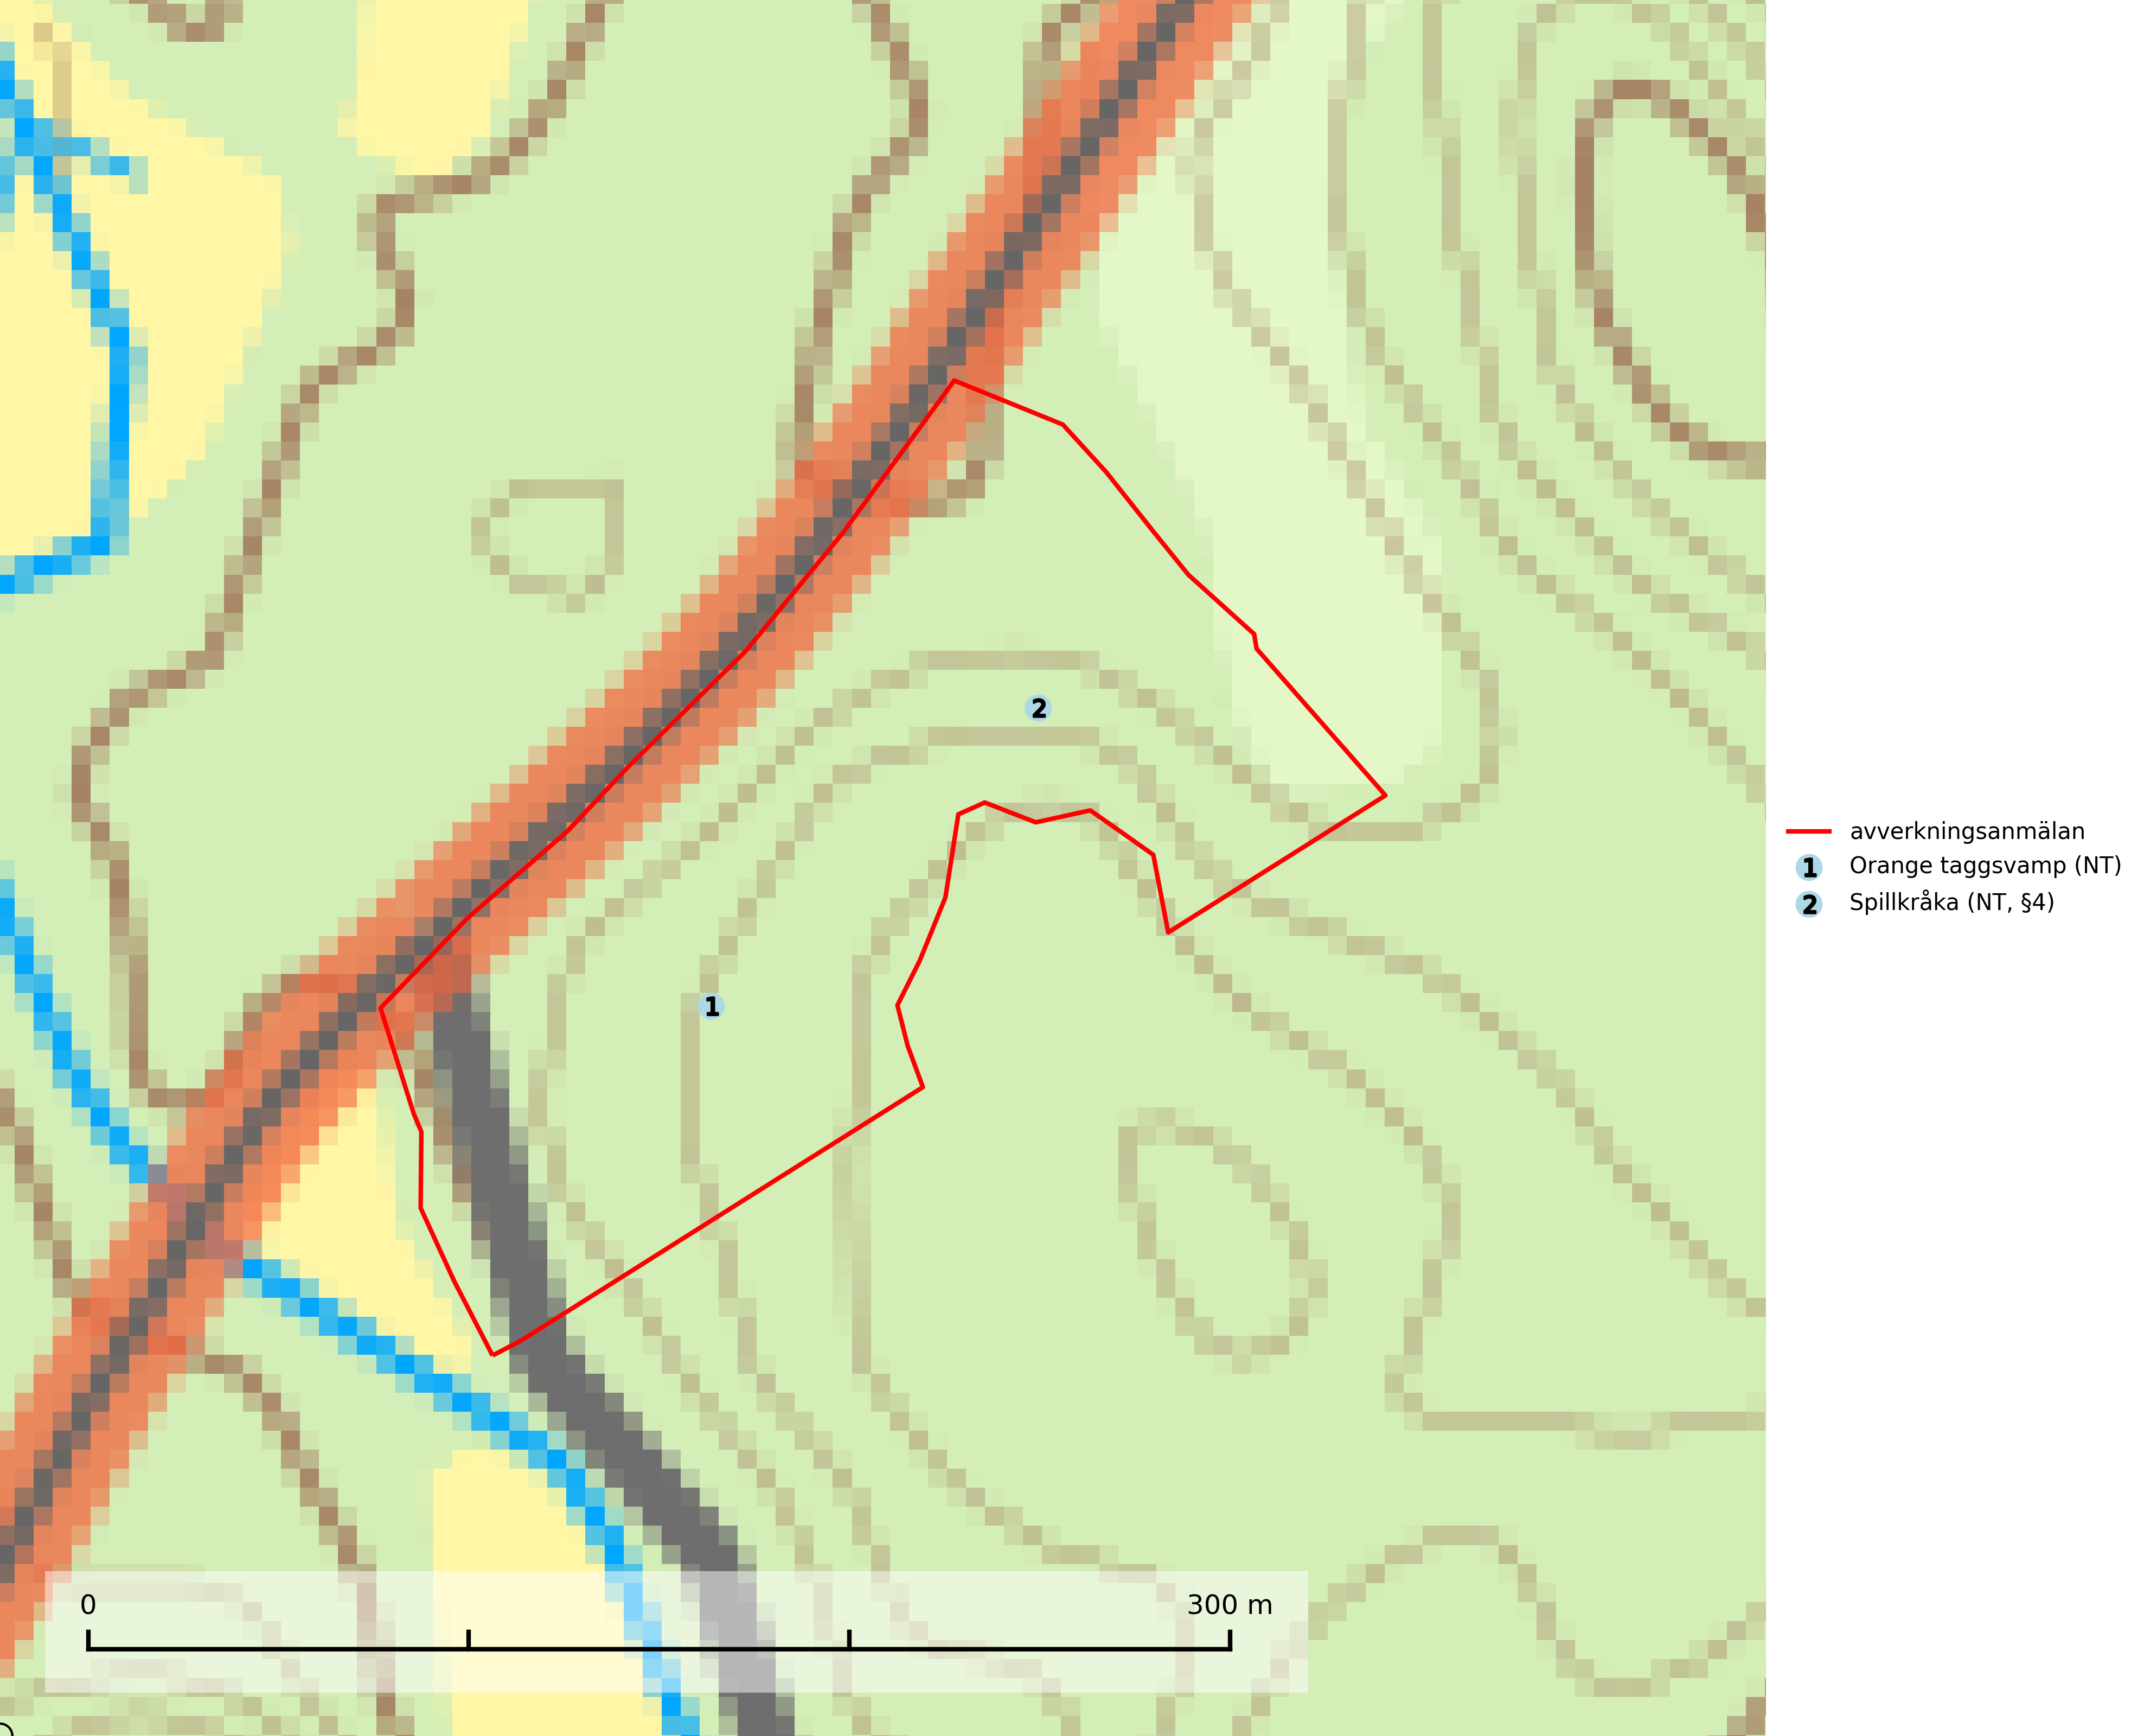 2
1
avverkningsanmälan
1 Orange taggsvamp (NT)
2 Spillkråka (NT, §4)
0 300 m